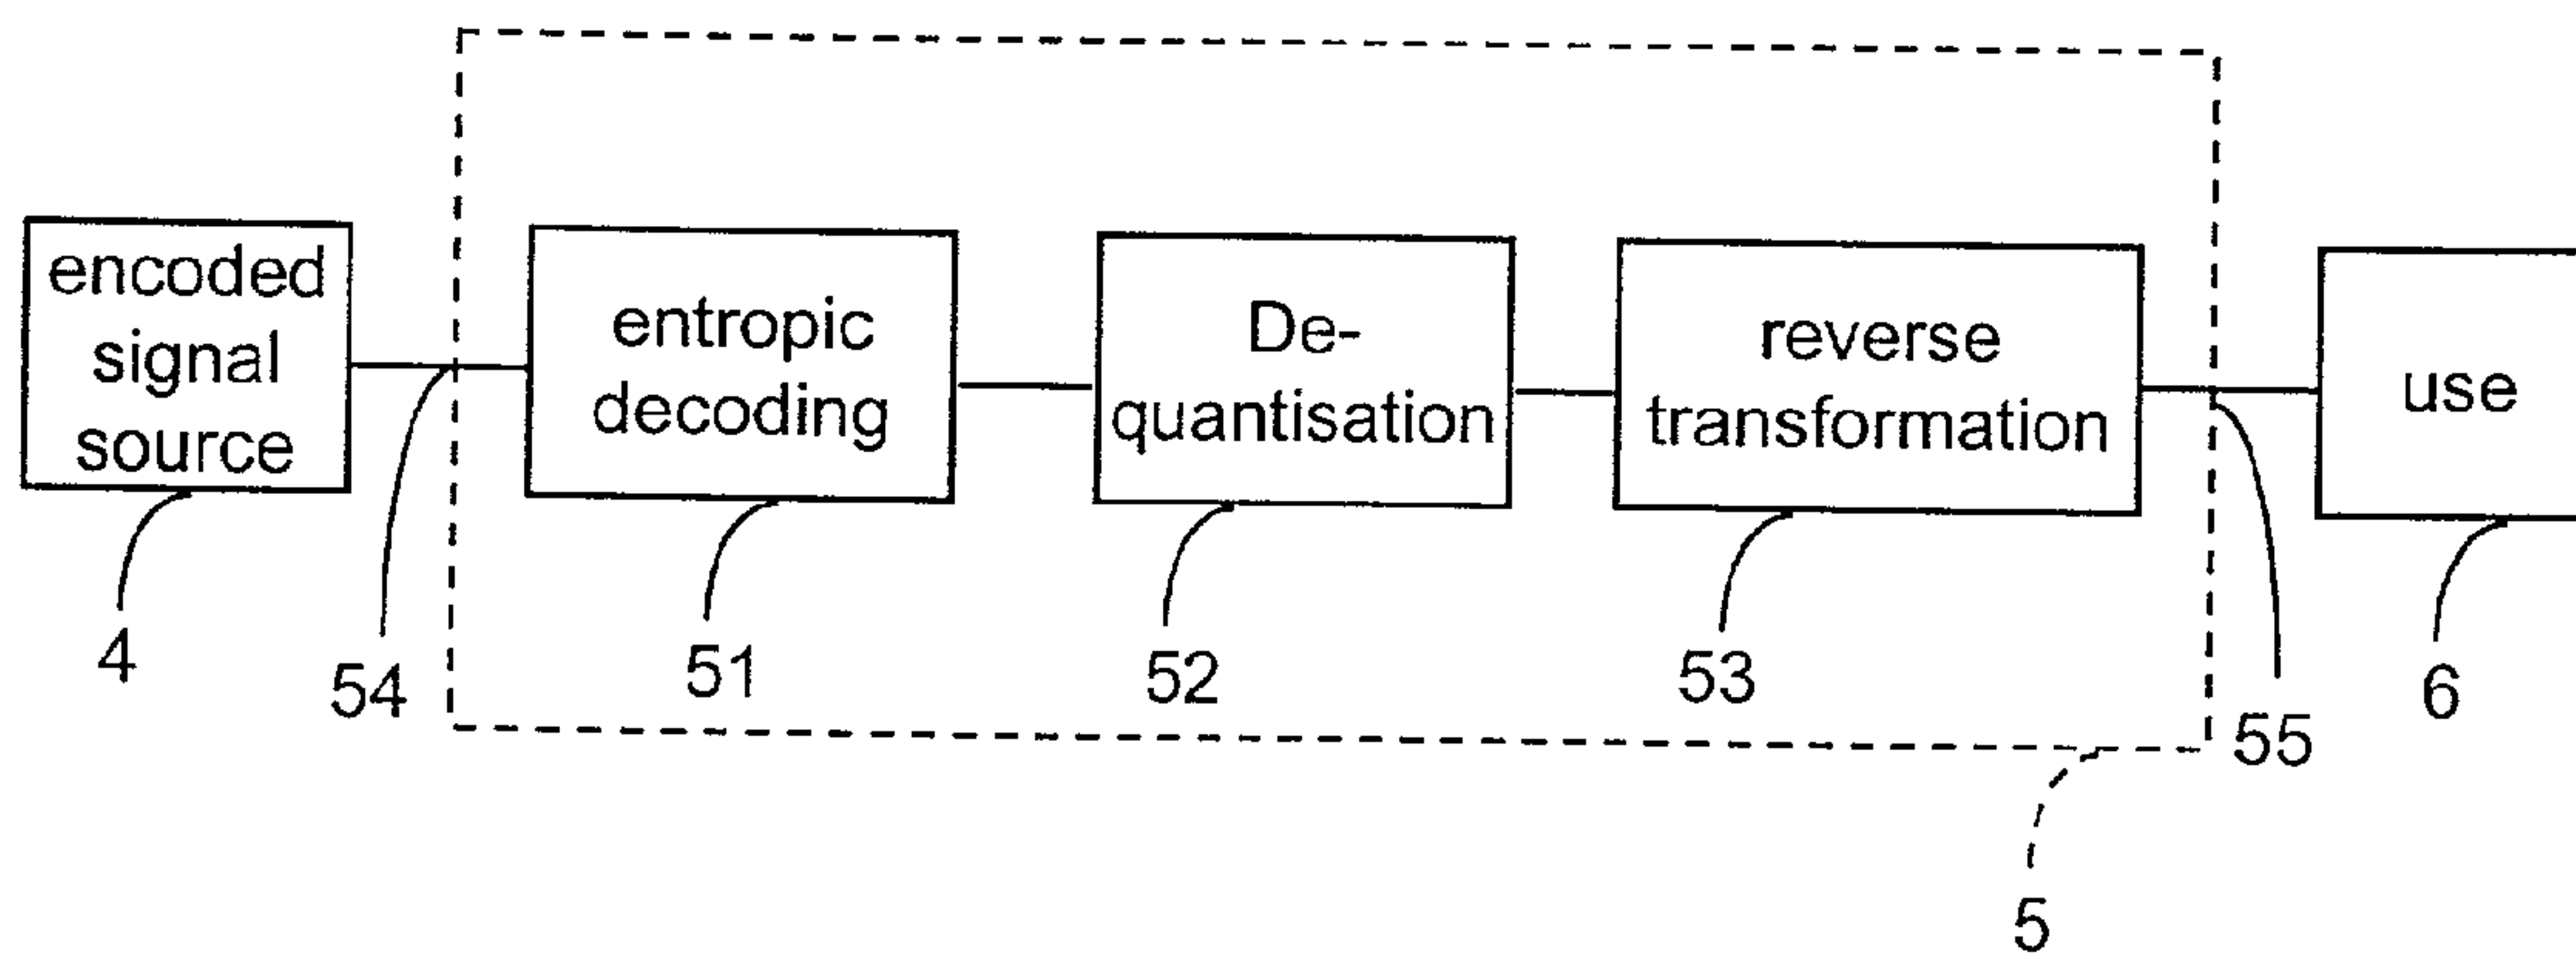 encoded
signal
source
entropic
decoding
De-
quantisation
reverse
transformation
use
4
54
51
52
53
55
6
5